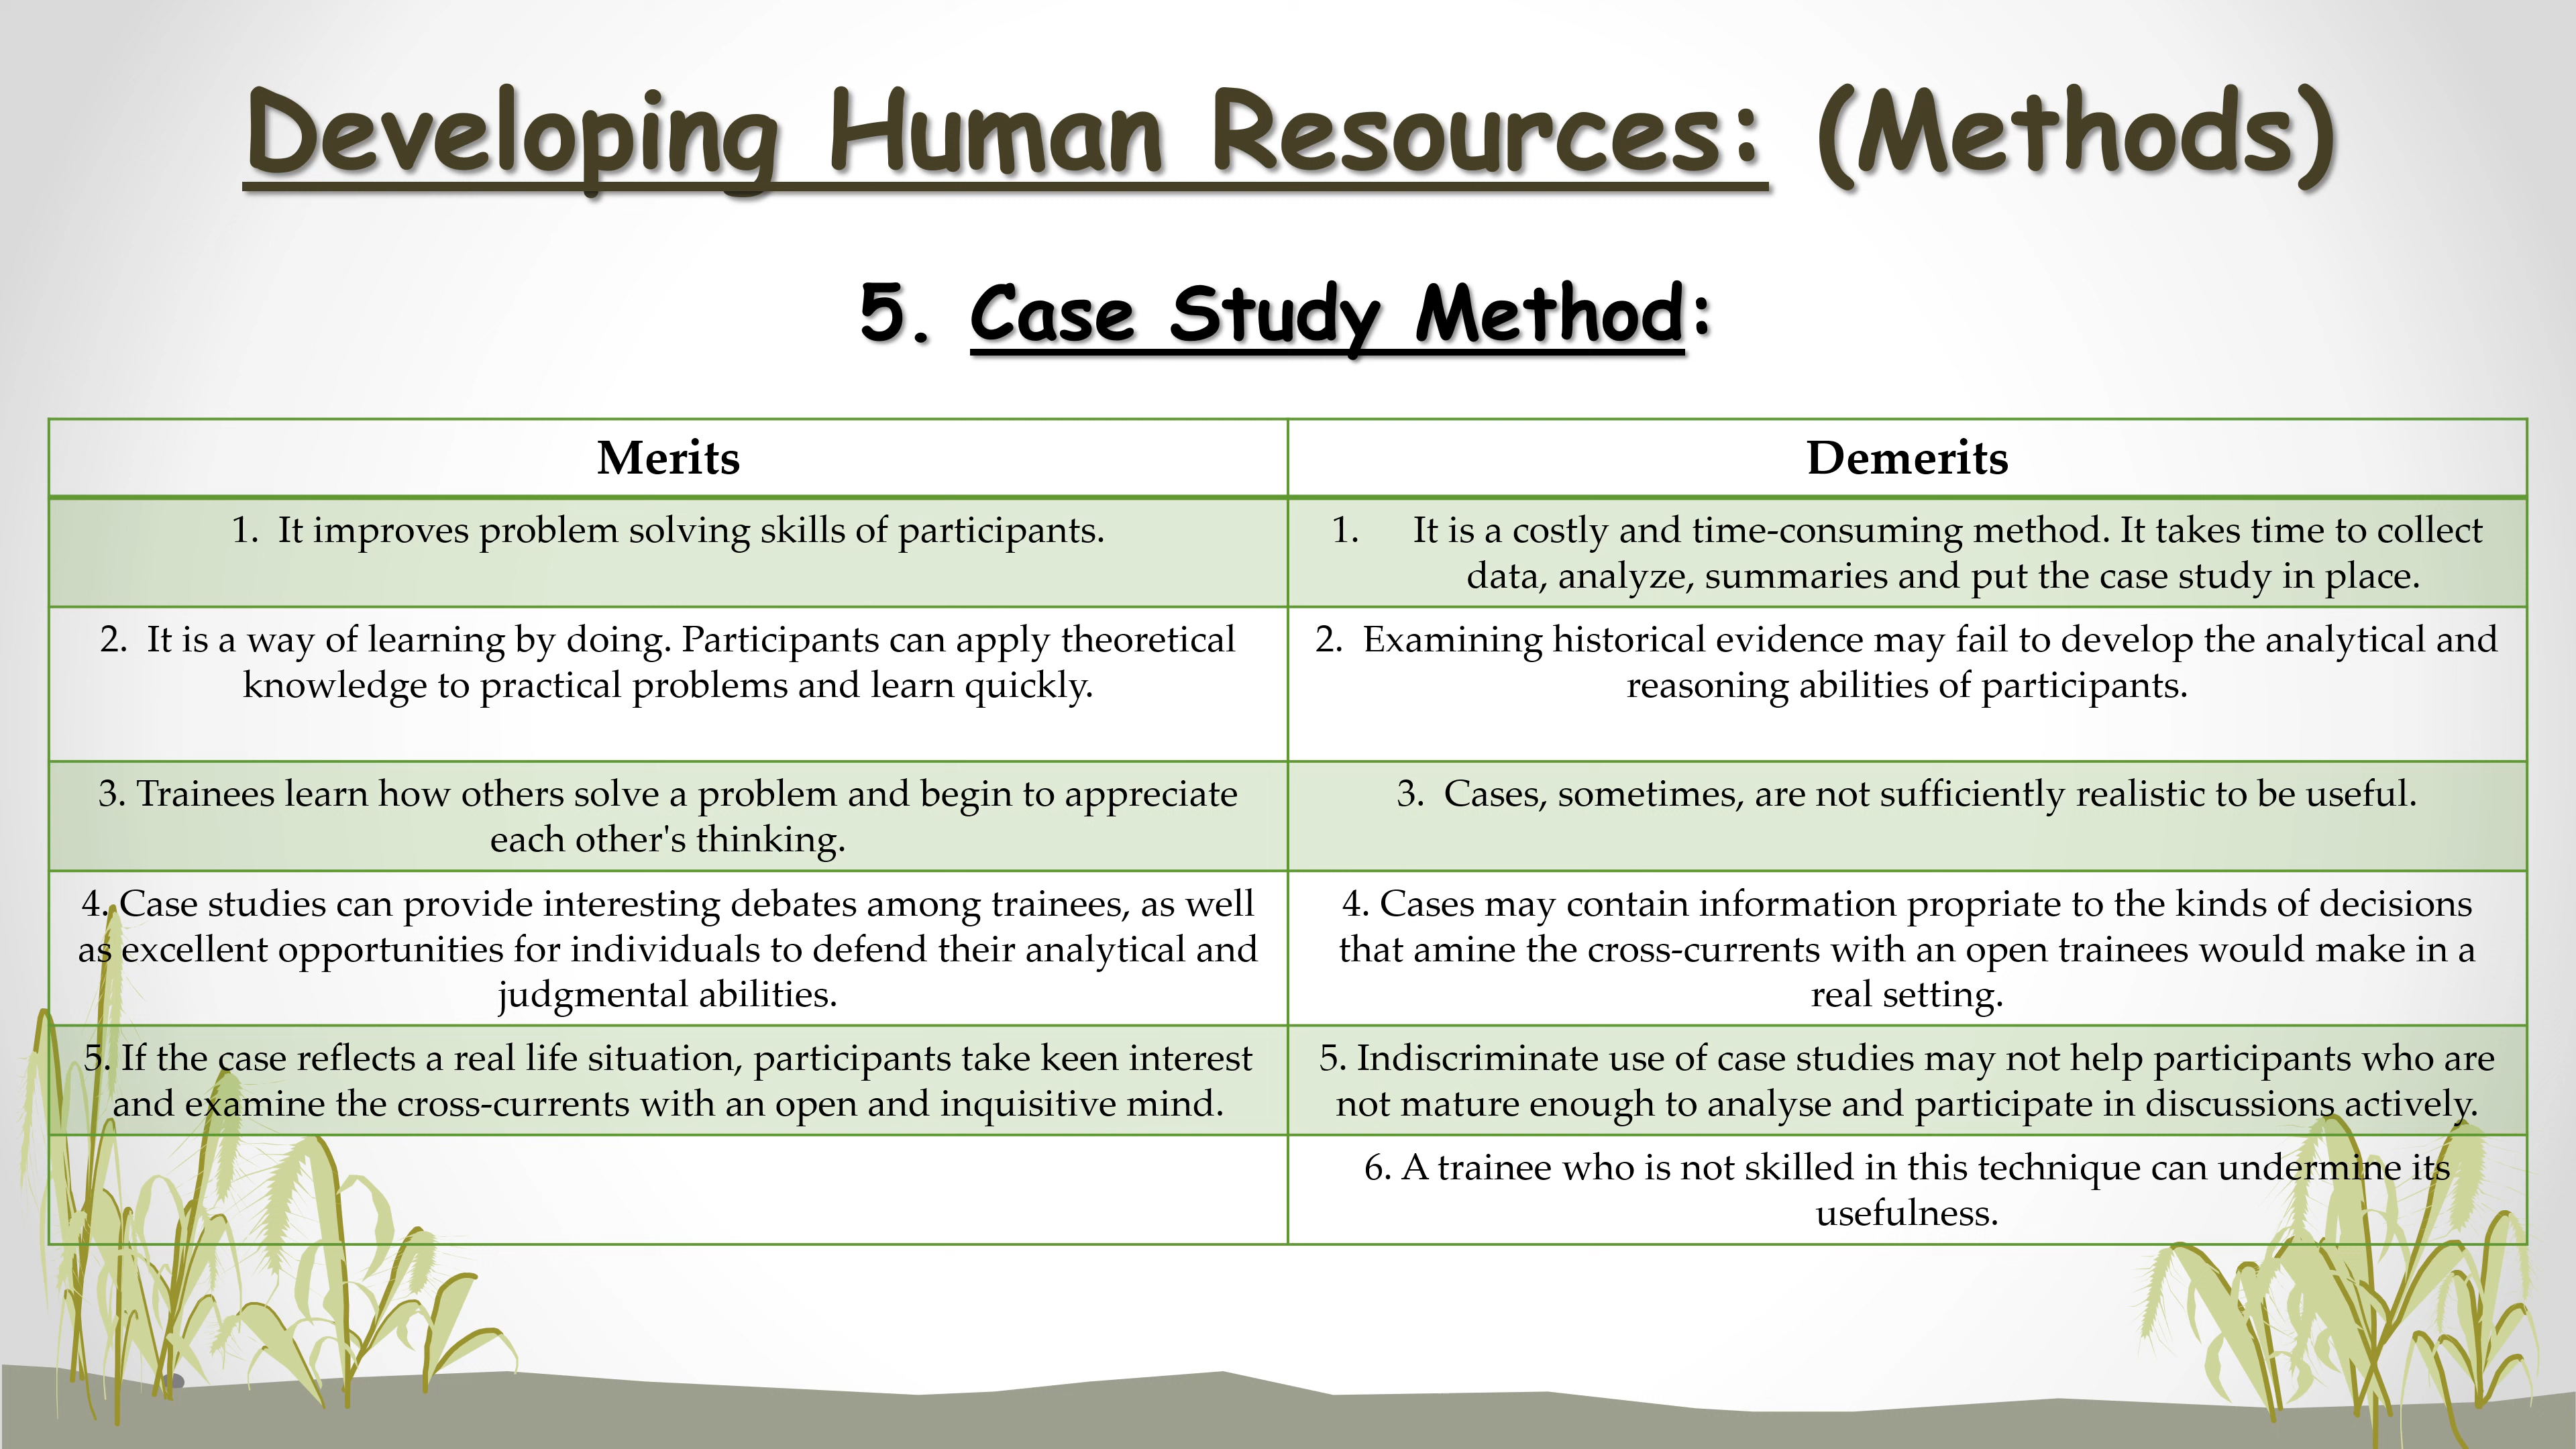 Developing Human Resources: (Methods)
5. Case Study Method:
Merits
Demerits
1. It improves problem solving skills of participants.
1. It is a costly and time-consuming method. It takes time to collect
data, analyze, summaries and put the case study in place.
2. It is a way of learning by doing. Participants can apply theoretical
knowledge to practical problems and learn quickly.
2. Examining historical evidence may fail to develop the analytical and
reasoning abilities of participants.
3. Trainees learn how others solve a problem and begin to appreciate
each other's thinking.
3. Cases, sometimes, are not sufficiently realistic to be useful.
4. Case studies can provide interesting debates among trainees, as well
as excellent opportunities for individuals to defend their analytical and
judgmental abilities.
4. Cases may contain information propriate to the kinds of decisions
that amine the cross-currents with an open trainees would make in a
real setting.
5. If the case reflects a real life situation, participants take keen interest
and examine the cross-currents with an open and inquisitive mind.
5. Indiscriminate use of case studies may not help participants who are
not mature enough to analyse and participate in discussions actively.
6. A trainee who is not skilled in this technique can undermine its
usefulness.